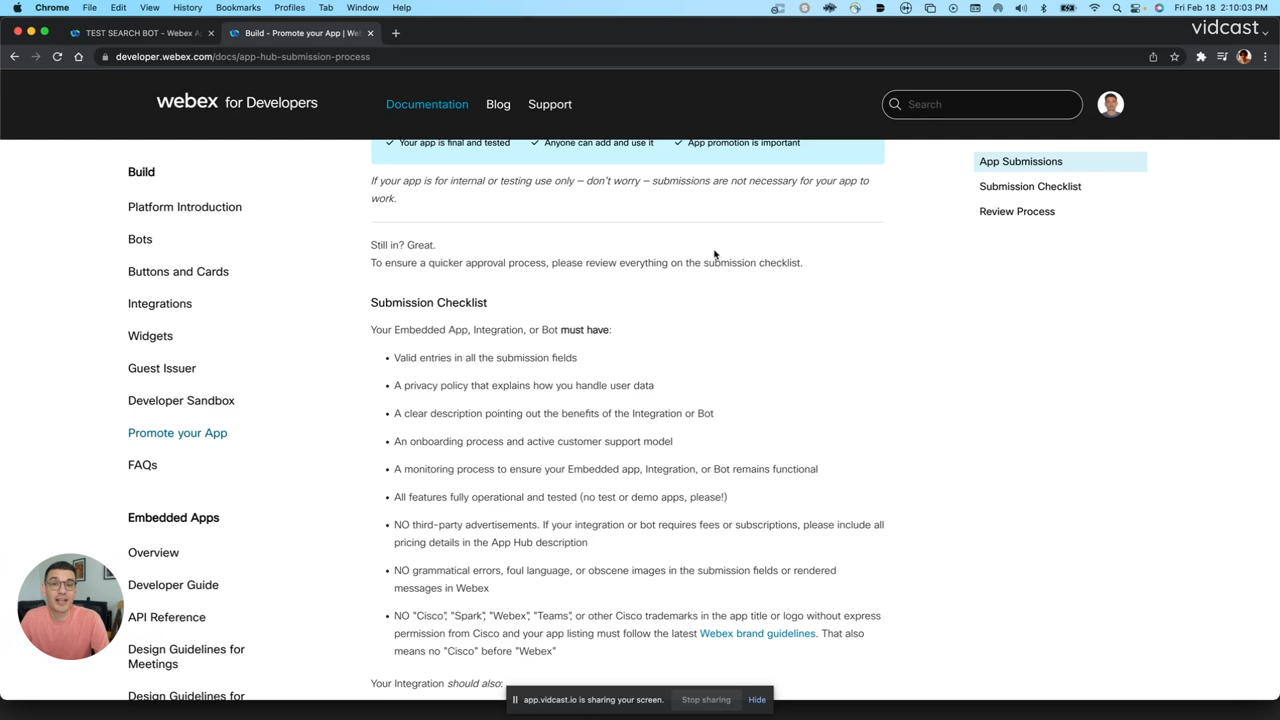 Chrome File Edit View History Bookmarks Profiles Tab Window Help Fri Feb 18 2:10:03 PM
TEST SEARCH BOT - Webex A Build - Promote your App | We
vidcast
developer.webex.com/docs/app-hub-submission-process
webex for Developers Documentation Blog Support Search
Your app is final and tested Anyone can add and use it App promotion is important
If your app is for internal or testing use only – don't worry – submissions are not necessary for your app to
work.
Still in? Great.
To ensure a quicker approval process, please review everything on the submission checklist.
Submission Checklist
Your Embedded App, Integration, or Bot must have:
• Valid entries in all the submission fields
• A privacy policy that explains how you handle user data
• A clear description pointing out the benefits of the Integration or Bot
• An onboarding process and active customer support model
• A monitoring process to ensure your Embedded app, Integration, or Bot remains functional
• All features fully operational and tested (no test or demo apps, please!)
• NO third-party advertisements. If your integration or bot requires fees or subscriptions, please include all
pricing details in the App Hub description
• NO grammatical errors, foul language, or obscene images in the submission fields or rendered
messages in Webex
• NO "Cisco", "Spark", "Webex", "Teams", or other Cisco trademarks in the app title or logo without express
permission from Cisco and your app listing must follow the latest Webex brand guidelines. That also
means no "Cisco" before "Webex"
Your Integration should also:
Build
Platform Introduction
Bots
Buttons and Cards
Integrations
Widgets
Guest Issuer
Developer Sandbox
Promote your App
FAQs
Embedded Apps
Overview
Developer Guide
API Reference
Design Guidelines for
Meetings
Design Guidelines for
App Submissions
Submission Checklist
Review Process
app.vidcast.io is sharing your screen. Stop sharing Hide